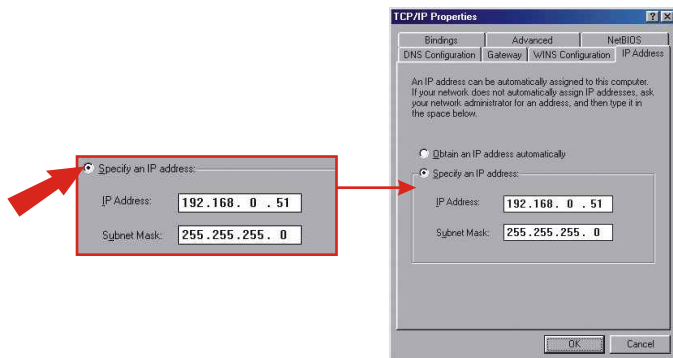 TCP/IP Properties
Bindings Advanced NetBIOS
DNS Configuration Gateway WINS Configuration IP Address
An IP address can be automatically assigned to this computer.
If your network does not automatically assign IP addresses, ask
your network administrator for an address, and then type it in
the space below.
Obtain an IP address automatically
Specify an IP address:
IP Address: 192.168. 0 .51
Subnet Mask: 255.255.255. 0
OK Cancel
Specify an IP address:
IP Address: 192.168. 0 .51
Subnet Mask: 255.255.255. 0